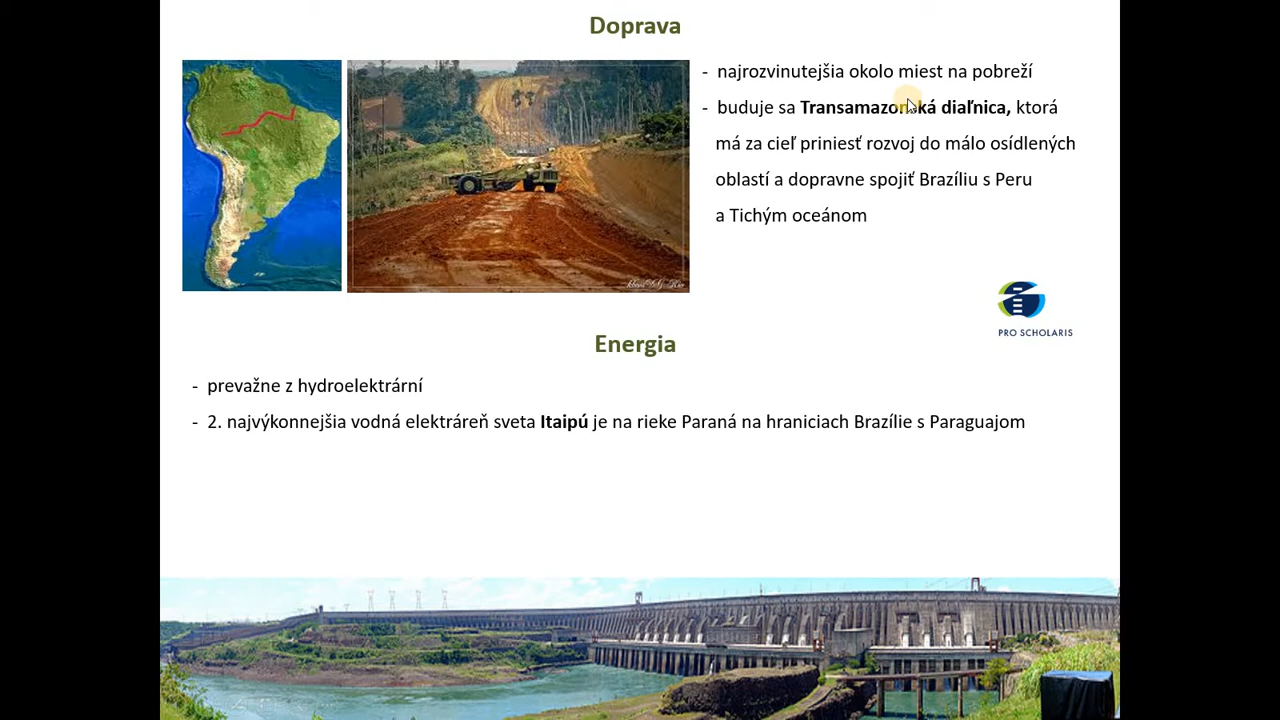 Doprava
- najrozvinutejšia okolo miest na pobreží
- buduje sa Transamazonská diaľnica, ktorá
má za cieľ priniesť rozvoj do málo osídlených
oblastí a dopravne spojiť Brazíliu s Peru
a Tichým oceánom
PRO SCHOLARIS
Energia
- prevažne z hydroelektrární
- 2. najvýkonnejšia vodná elektráreň sveta Itaipú je na rieke Paraná na hraniciach Brazílie s Paraguajom